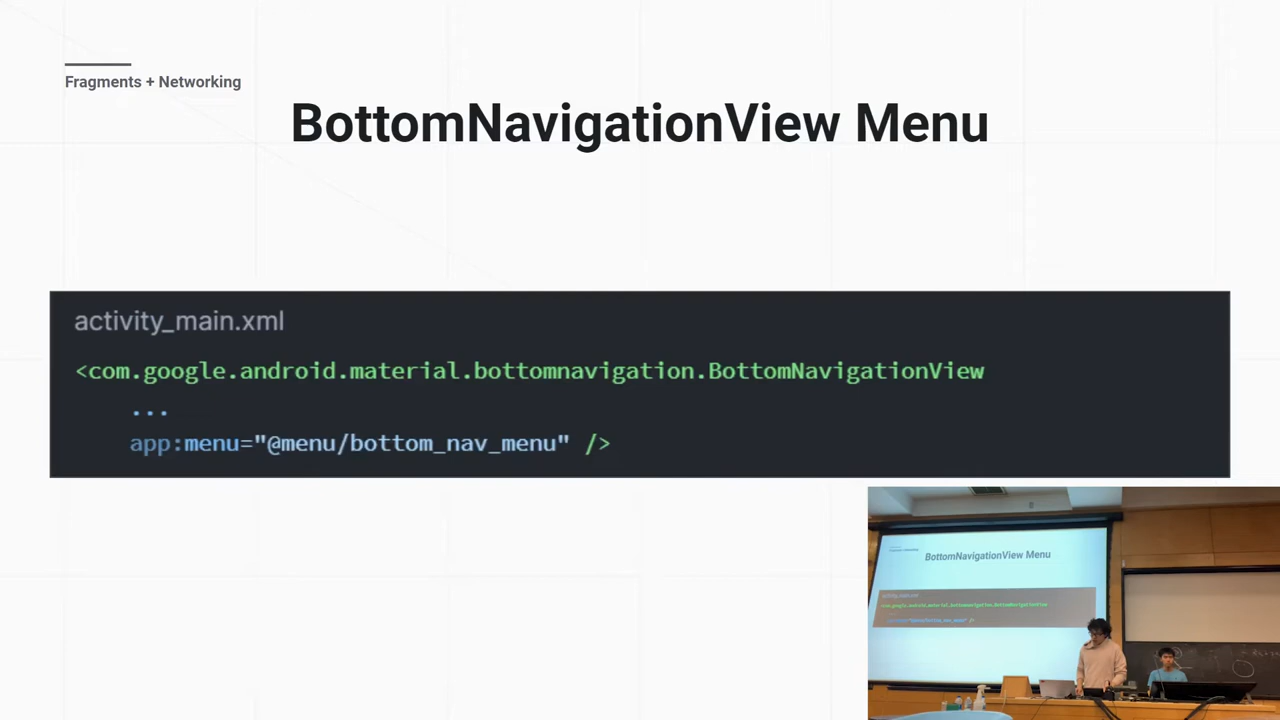 Fragments + Networking
BottomNavigationView Menu
activity_main.xml
<com.google.android.material.bottomnavigation.BottomNavigationView
...
app:menu="@menu/bottom_nav_menu" />
BottomNavigationView Menu